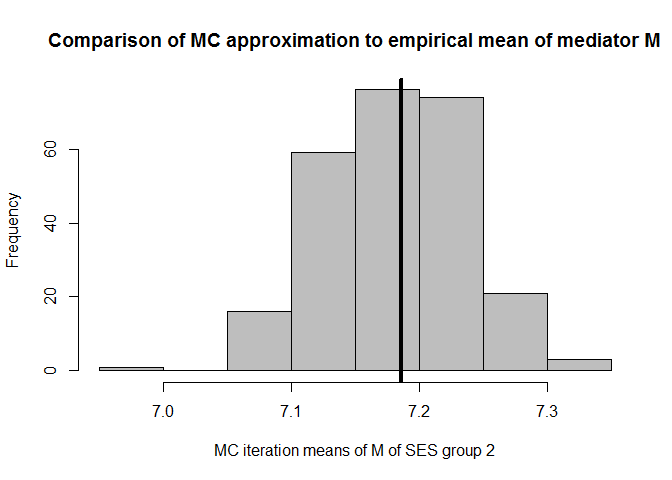 Comparison of MC approximation to empirical mean of mediator M
Frequency
60
40
20
0
7.0 7.1 7.2 7.3
MC iteration means of M of SES group 2